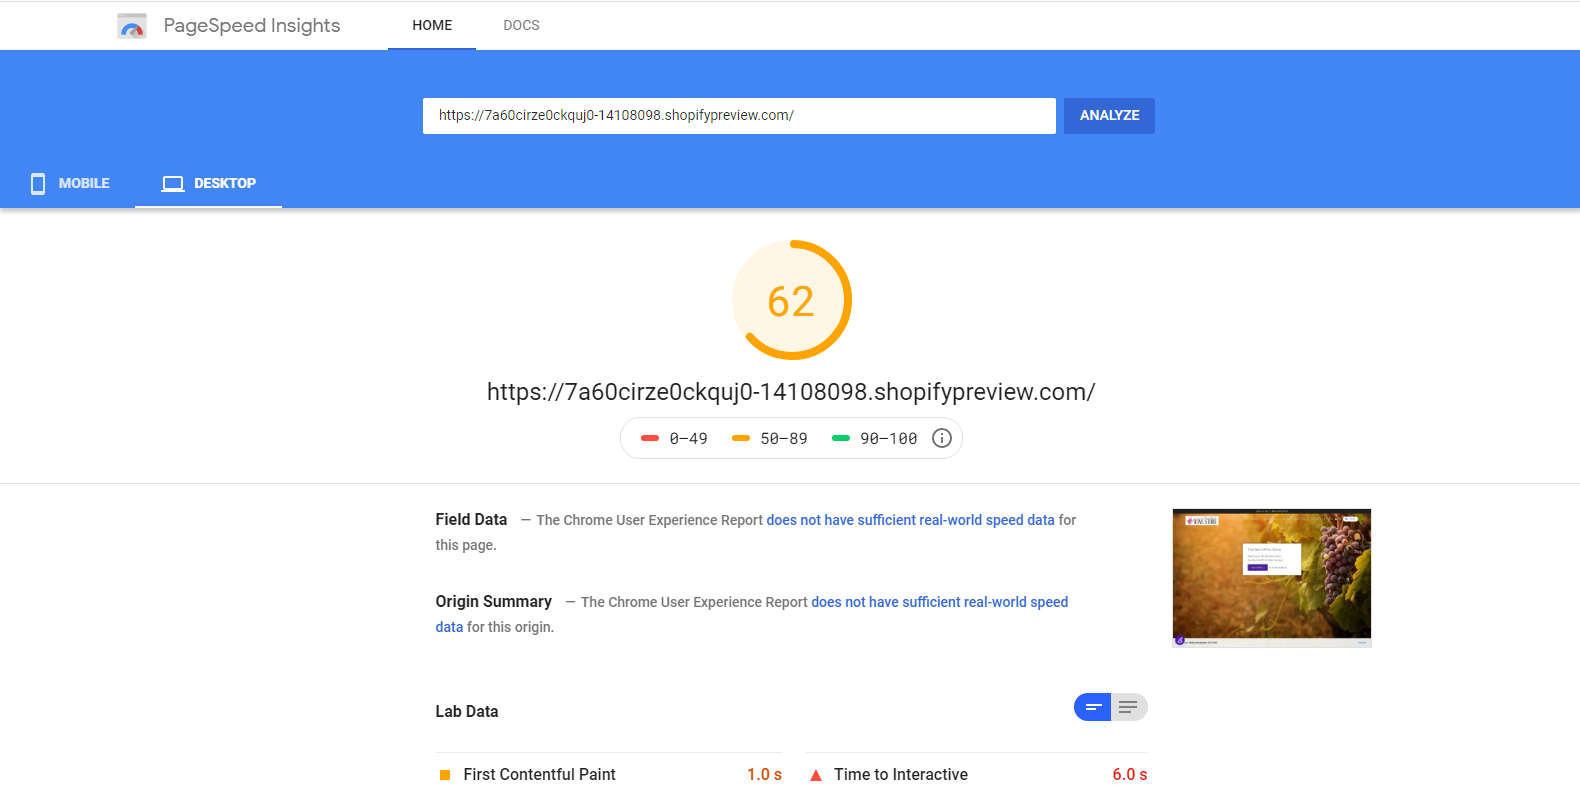 PageSpeed Insights HOME DOCS
https://7a60cirze0ckquj0-14108098.shopifypreview.com/ ANALYZE
MOBILE DESKTOP
62
https://7a60cirze0ckquj0-14108098.shopifypreview.com/
0–49 50–89 90–100
Field Data — The Chrome User Experience Report does not have sufficient real-world speed data for
this page.
Origin Summary — The Chrome User Experience Report does not have sufficient real-world speed
data for this origin.
WINE STORE
Lab Data
First Contentful Paint 1.0 s Time to Interactive 6.0 s